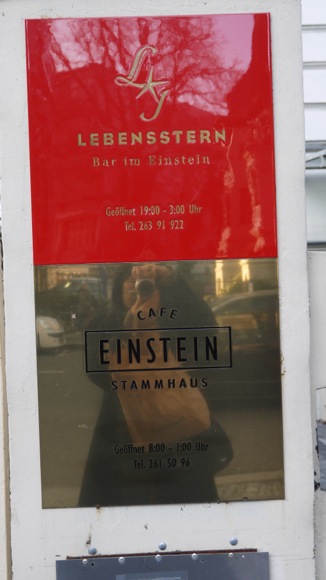 L S
LEBENSSTERN
Bar im Einstein
Geöffnet 19:00 - 3:00 Uhr
Tel. 263 91 922
CAFE
EINSTEIN
STAMMHAUS
Geöffnet 8:00 - 1:00 Uhr
Tel. 261 50 96